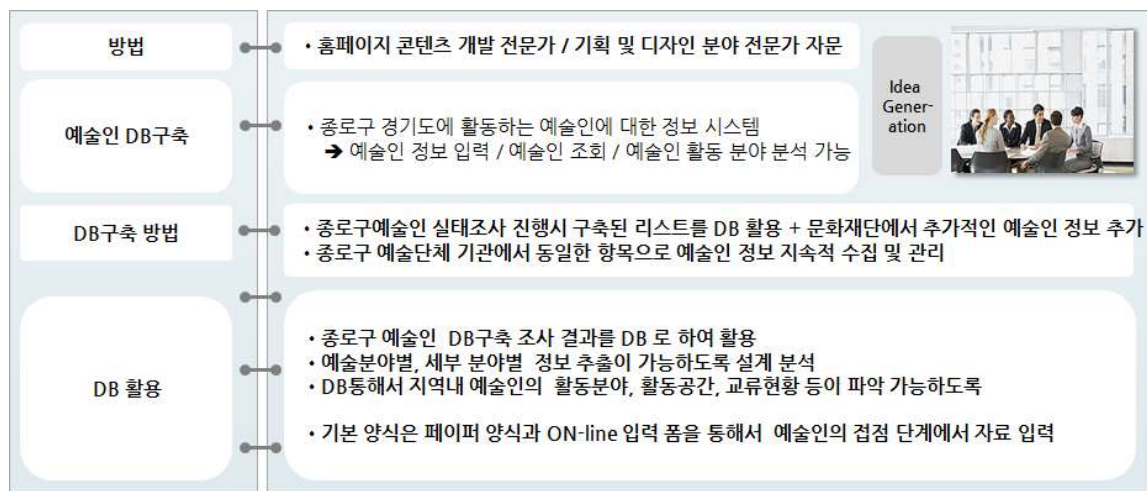 방법
• 홈페이지 콘텐츠 개발 전문가 / 기획 및 디자인 분야 전문가 자문
Idea
Gener-
ation
예술인 DB구축
• 종로구 경기도에 활동하는 예술인에 대한 정보 시스템
➔ 예술인 정보 입력 / 예술인 조회 / 예술인 활동 분야 분석 가능
DB구축 방법
• 종로구예술인 실태조사 진행시 구축된 리스트를 DB 활용 + 문화재단에서 추가적인 예술인 정보 추가
• 종로구 예술단체 기관에서 동일한 항목으로 예술인 정보 지속적 수집 및 관리
DB 활용
• 종로구 예술인 DB구축 조사 결과를 DB 로 하여 활용
• 예술분야별, 세부 분야별 정보 추출이 가능하도록 설계 분석
• DB통해서 지역내 예술인의 활동분야, 활동공간, 교류현황 등이 파악 가능하도록
• 기본 양식은 페이퍼 양식과 ON-line 입력 폼을 통해서 예술인의 접점 단계에서 자료 입력